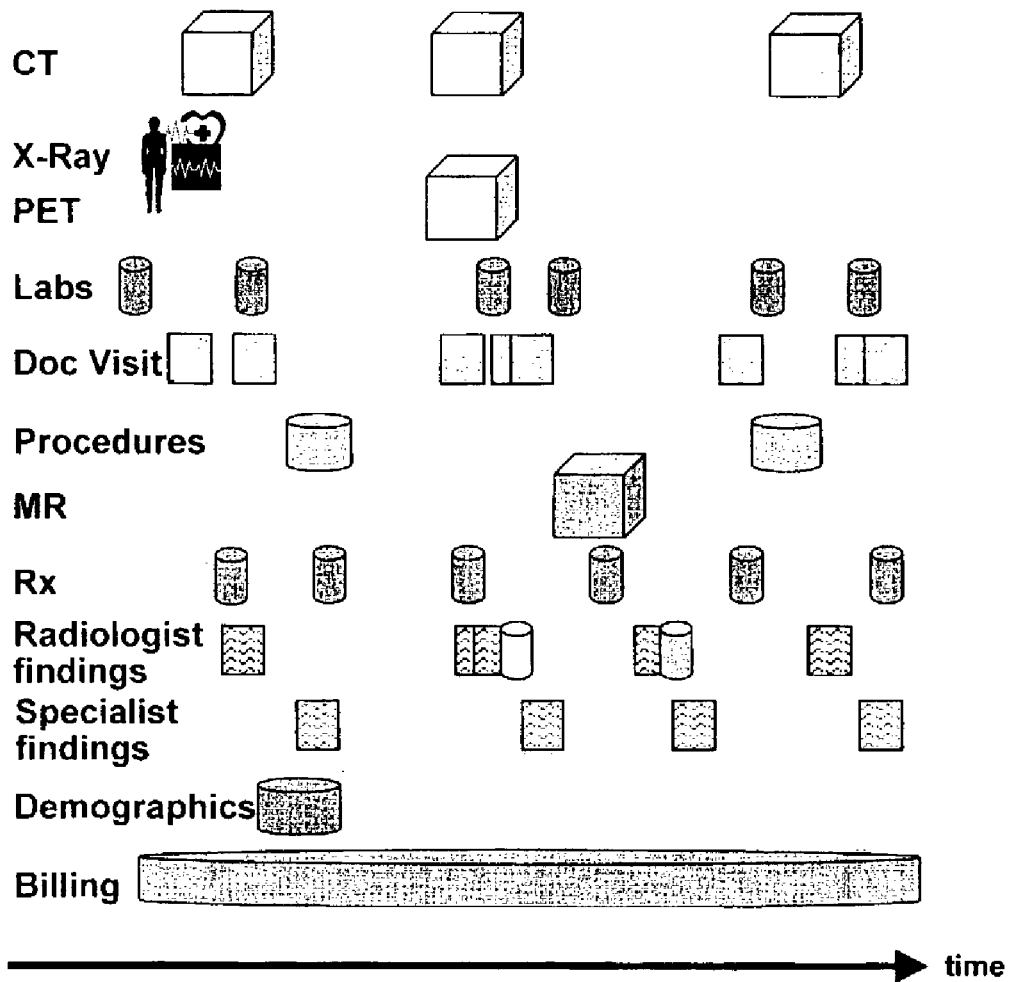 CT
X-Ray
PET
Labs
Doc Visit
Procedures
MR
Rx
Radiologist
findings
Specialist
findings
Demographics
Billing
time